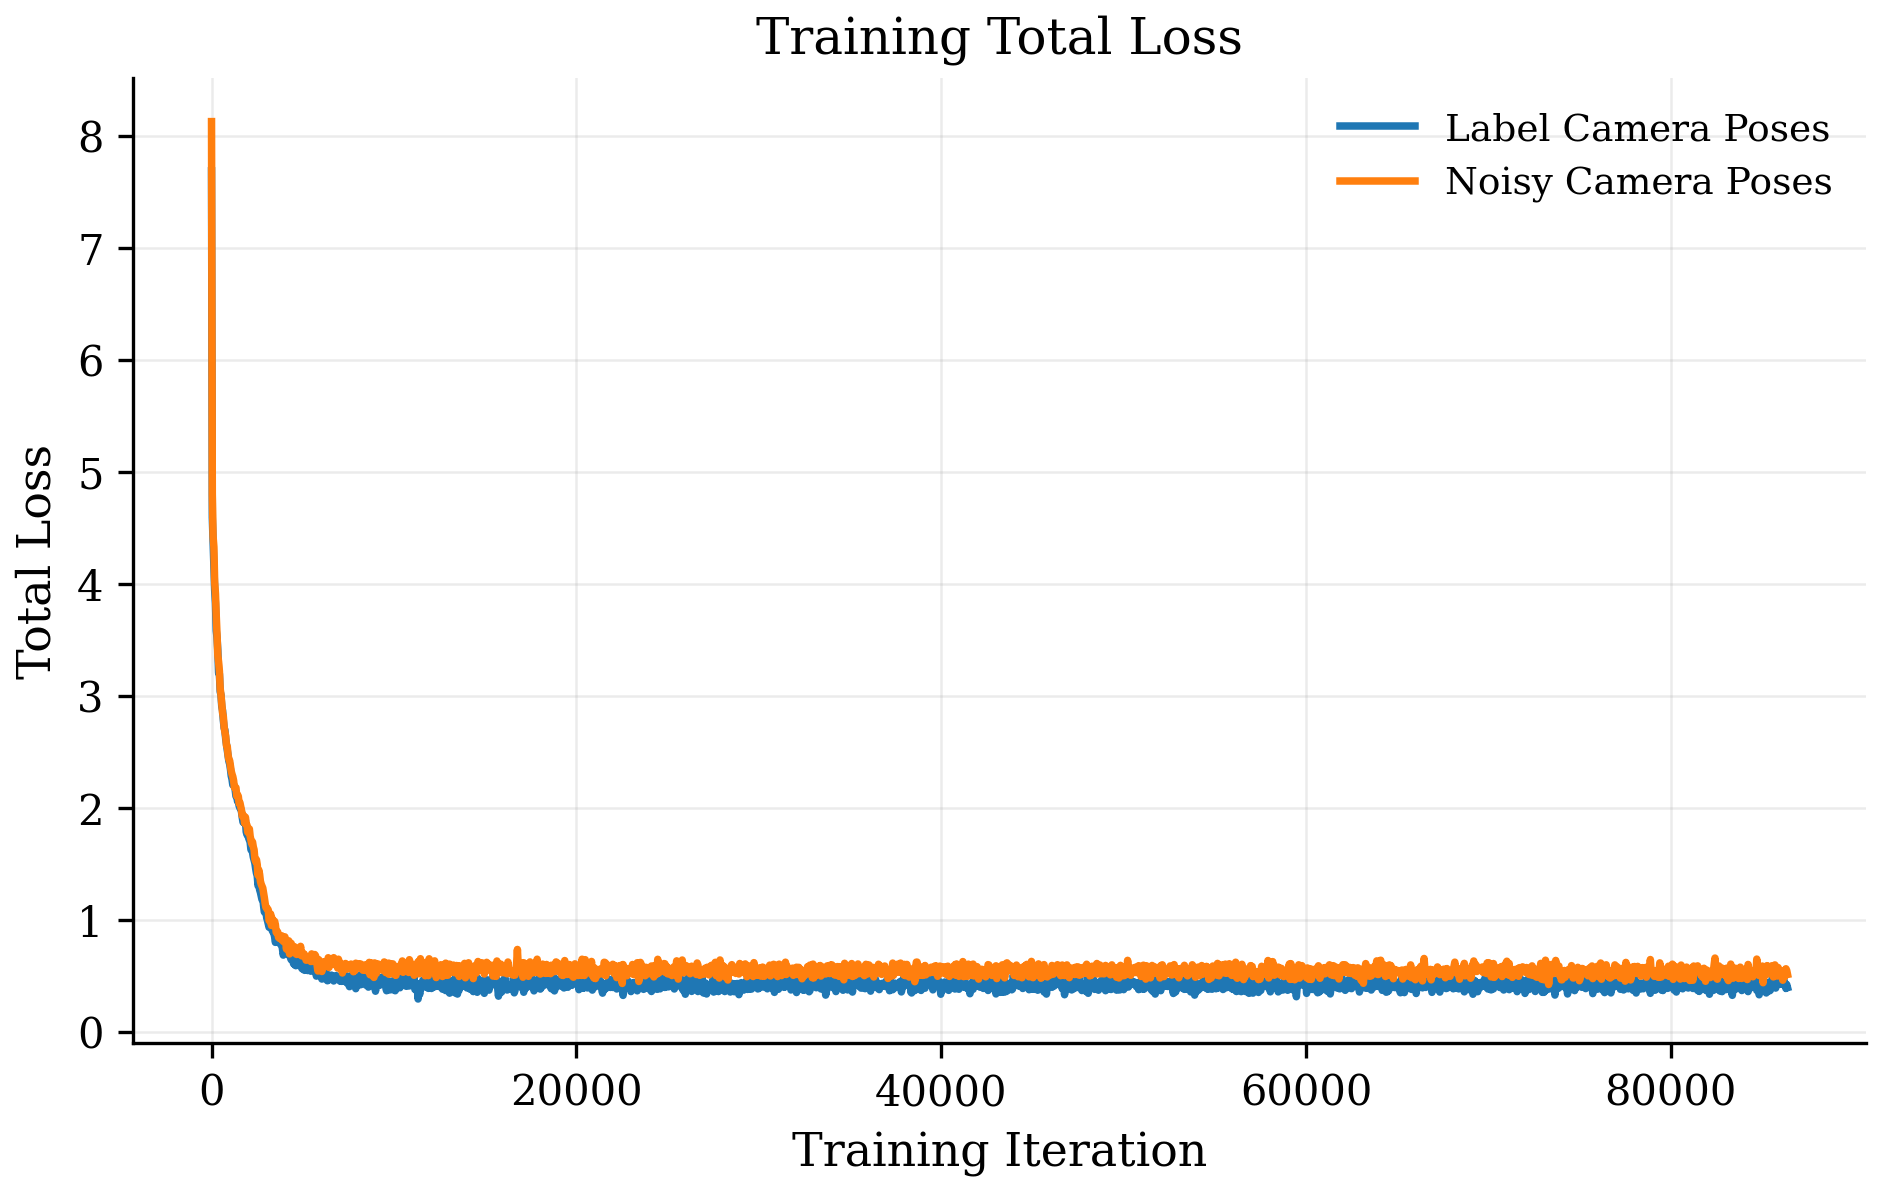 Training Total Loss
Label Camera Poses
Noisy Camera Poses
Total Loss
8
7
6
5
4
3
2
1
0
0 20000 40000 60000 80000
Training Iteration